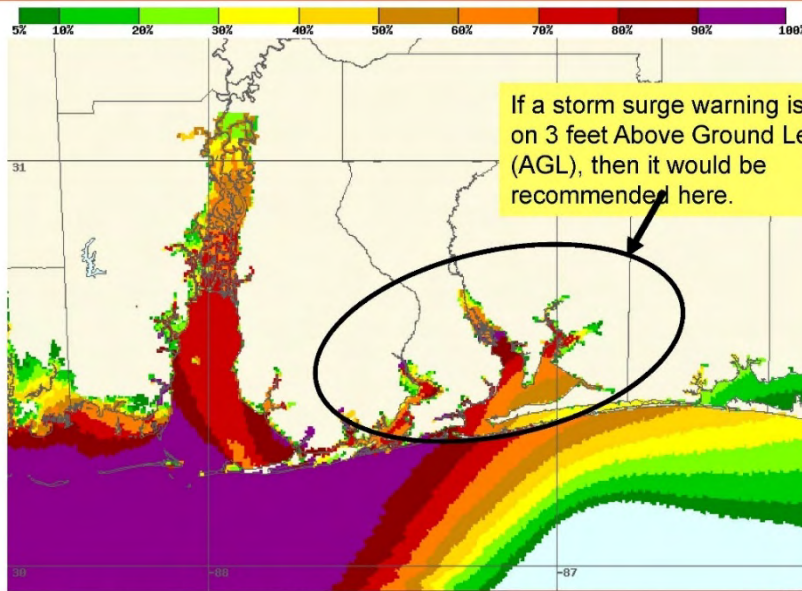 5% 10% 20% 30% 40% 50% 60% 70% 80% 90% 100%
If a storm surge warning is
on 3 feet Above Ground Le
(AGL), then it would be
recommended here.
31
30
-88
-87